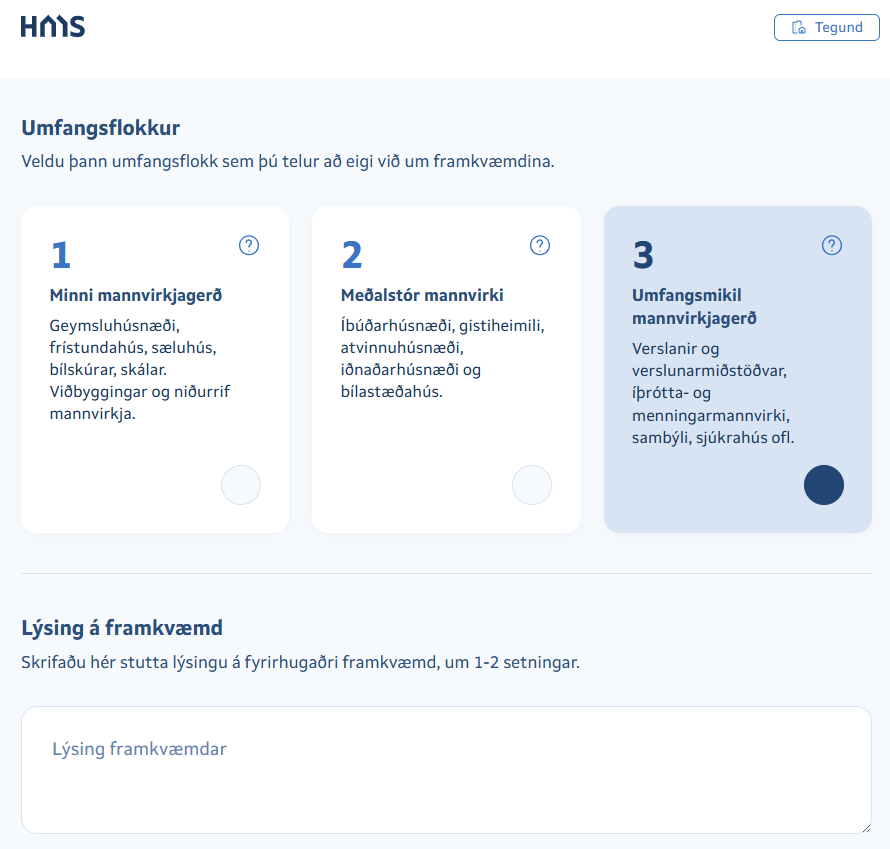 HMS
Tegund
Umfangsflokkur
Veldu þann umfangsflokk sem þú telur að eigi við um framkvæmdina.
1
Minni mannvirkjagerð
Geymsluhúsnæði,
frístundahús, sæluhús,
bílskúrar, skálar.
Viðbyggingar og niðurrif
mannvirkja.
2
Meðalstór mannvirki
Íbúðarhúsnæði, gistiheimili,
atvinnuhúsnæði,
iðnaðarhúsnæði og
bílastæðahús.
3
Umfangsmikil
mannvirkjagerð
Verslanir og
verslunarmiðstöðvar,
íþrótta- og
menningarmannvirki,
sambýli, sjúkrahús ofl.
Lýsing á framkvæmd
Skrifaðu hér stutta lýsingu á fyrirhugaðri framkvæmd, um 1-2 setningar.
Lýsing framkvæmdar